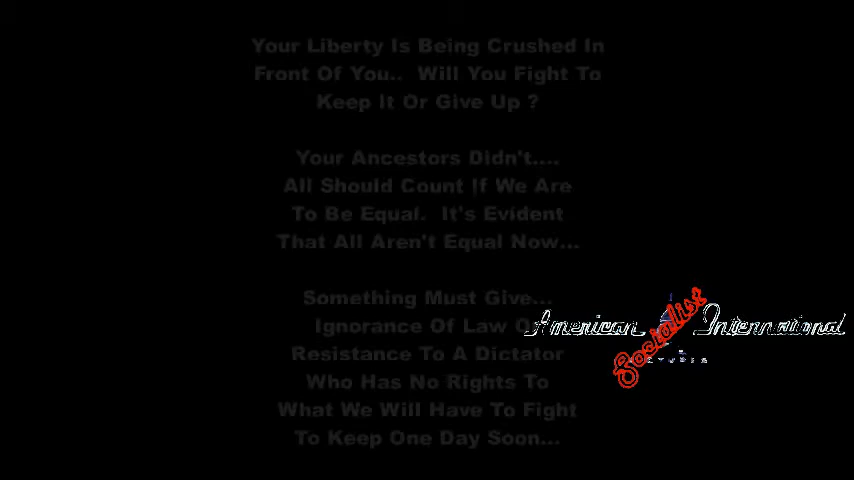 Your Liberty Is Being Crushed In
Front Of You..  Will You Fight To
Keep It Or Give Up ?
Your Ancestors Didn't....
All Should Count If We Are
To Be Equal.  It's Evident
That All Aren't Equal Now...
Something Must Give...
Ignorance Of Law
Resistance To A Dictator
Who Has No Rights To
What We Will Have To Fight
To Keep One Day Soon...
American Socialist International